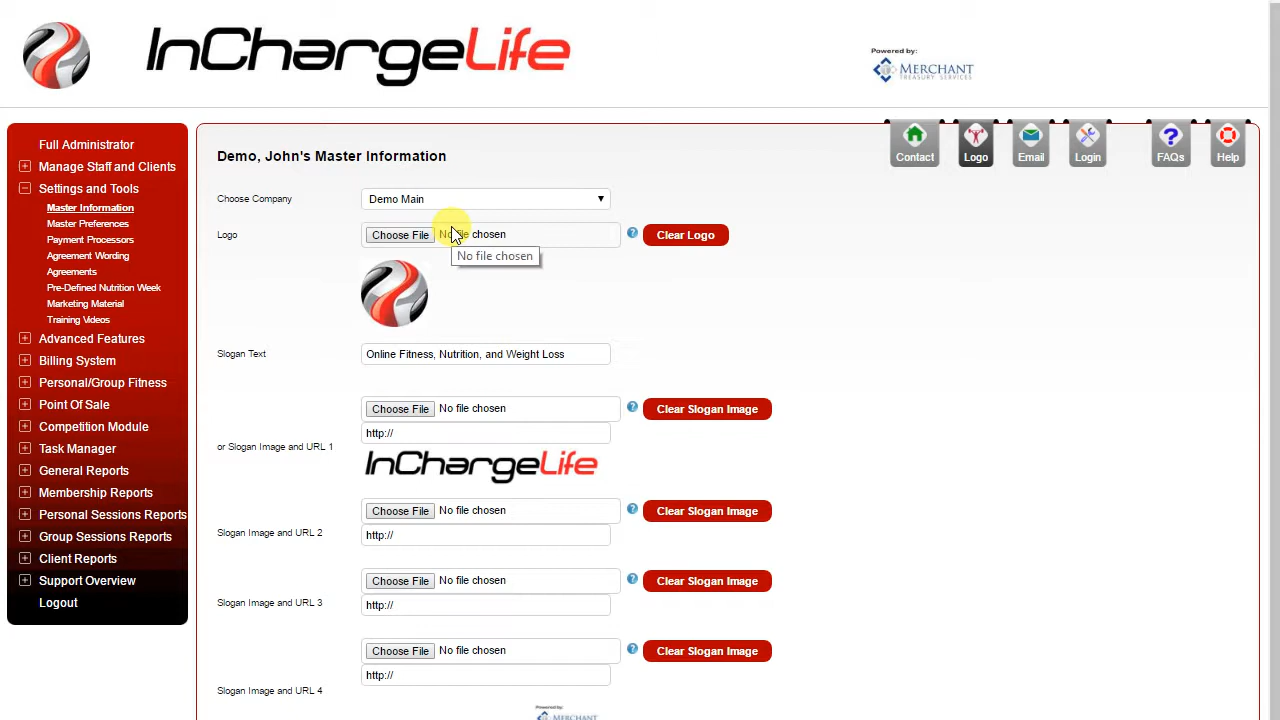 InChargeLife
Powered by:
MERCHANT
TREASURY SERVICES
Full Administrator
Manage Staff and Clients
Settings and Tools
Master Information
Master Preferences
Payment Processors
Agreement Wording
Agreements
Pre-Defined Nutrition Week
Marketing Material
Training Videos
Advanced Features
Billing System
Personal/Group Fitness
Point Of Sale
Competition Module
Task Manager
General Reports
Membership Reports
Personal Sessions Reports
Group Sessions Reports
Client Reports
Support Overview
Logout
Contact
Logo
Email
Login
FAQs
Help
Demo, John's Master Information
Choose Company
Demo Main
Logo
Choose File No file chosen
Clear Logo
No file chosen
Slogan Text
Online Fitness, Nutrition, and Weight Loss
Choose File No file chosen
Clear Slogan Image
http://
or Slogan Image and URL 1
InChargeLife
Choose File No file chosen
Clear Slogan Image
Slogan Image and URL 2
http://
Choose File No file chosen
Clear Slogan Image
Slogan Image and URL 3
http://
Choose File No file chosen
Clear Slogan Image
http://
Slogan Image and URL 4
Powered by:
MERCHANT